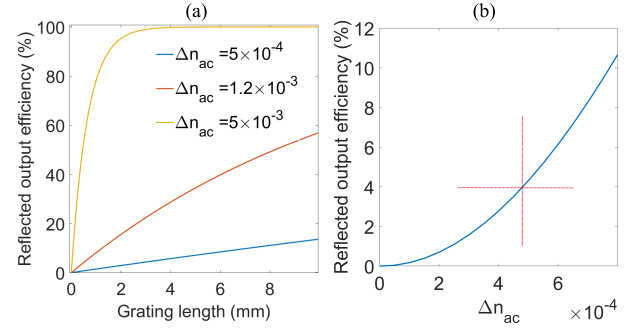 (a)
Reflected output efficiency (%)
100
80
60
40
20
0
Δn_ac =5×10^-4
Δn_ac =1.2×10^-3
Δn_ac =5×10^-3
0 2 4 6 8
Grating length (mm)
(b)
Reflected output efficiency (%)
12
10
8
6
4
2
0
0 2 4 6
Δn_ac
×10^-4